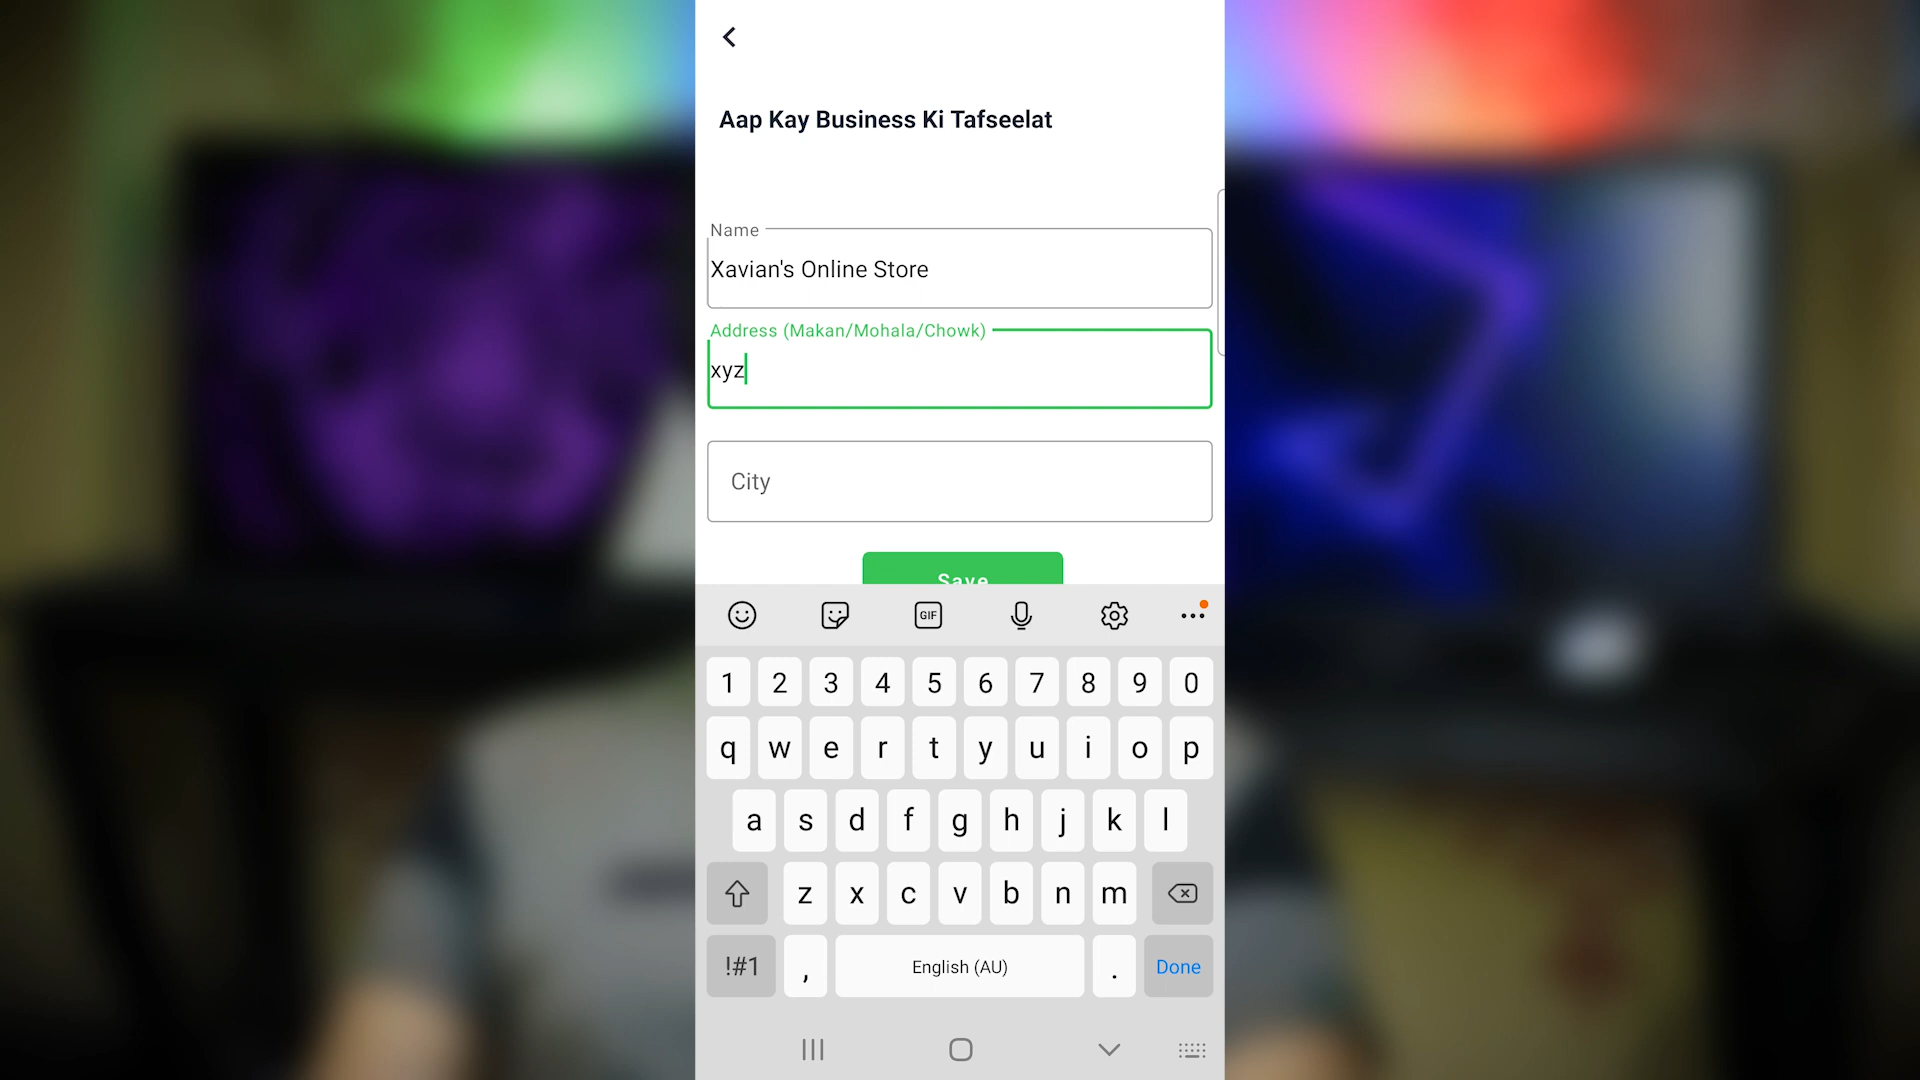 Aap Kay Business Ki Tafseelat
Name
Xavian's Online Store
Address (Makan/Mohala/Chowk)
xyz
City
Save
GIF
1 2 3 4 5 6 7 8 9 0
q w e r t y u i o p
a s d f g h j k l
z x c v b n m
!#1 , English (AU) . Done